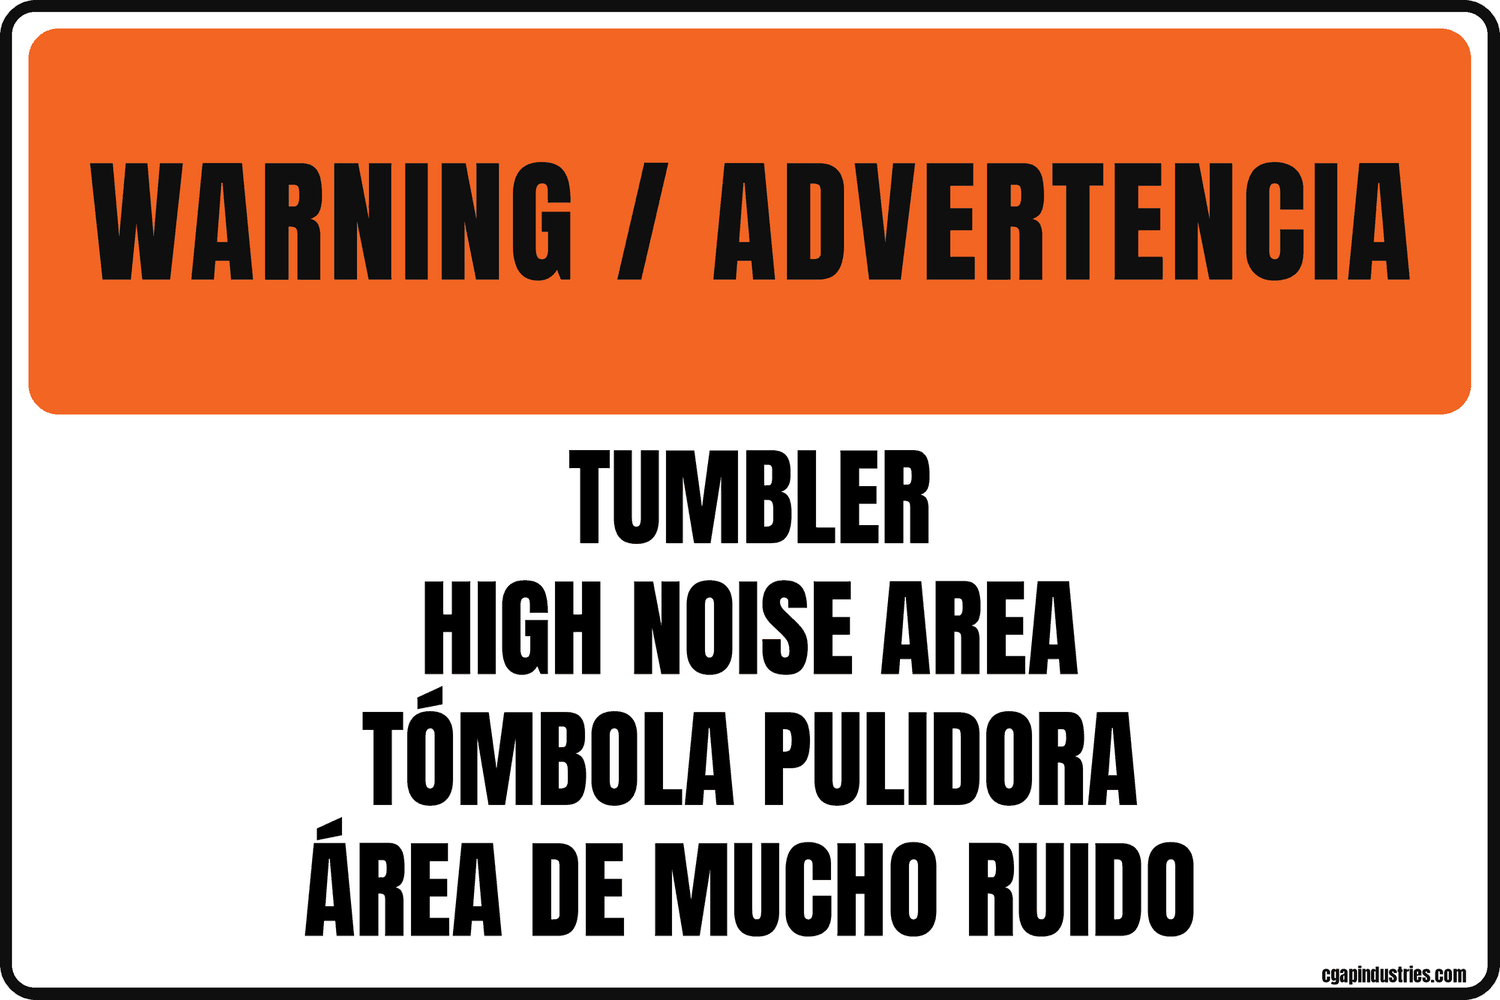 WARNING / ADVERTENCIA
TUMBLER
HIGH NOISE AREA
TÓMBOLA PULIDORA
ÁREA DE MUCHO RUIDO
cgapindustries.com